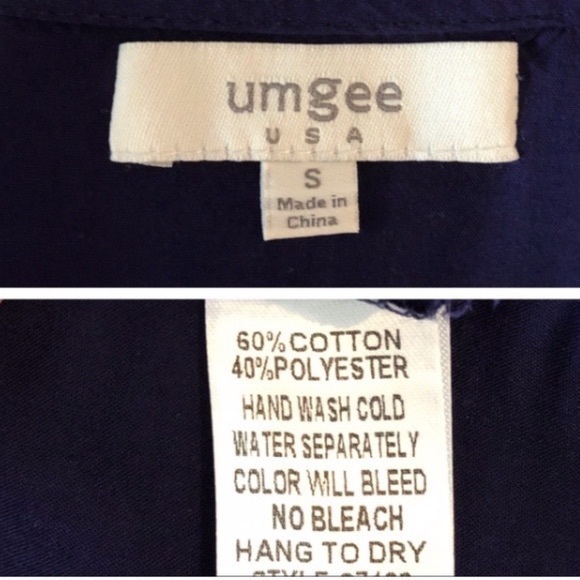 umgee
USA
S
Made in
China
60% COTTON
40% POLYESTER
HAND WASH COLD
WATER SEPARATELY
COLOR WILL BLEED
NO BLEACH
HANG TO DRY